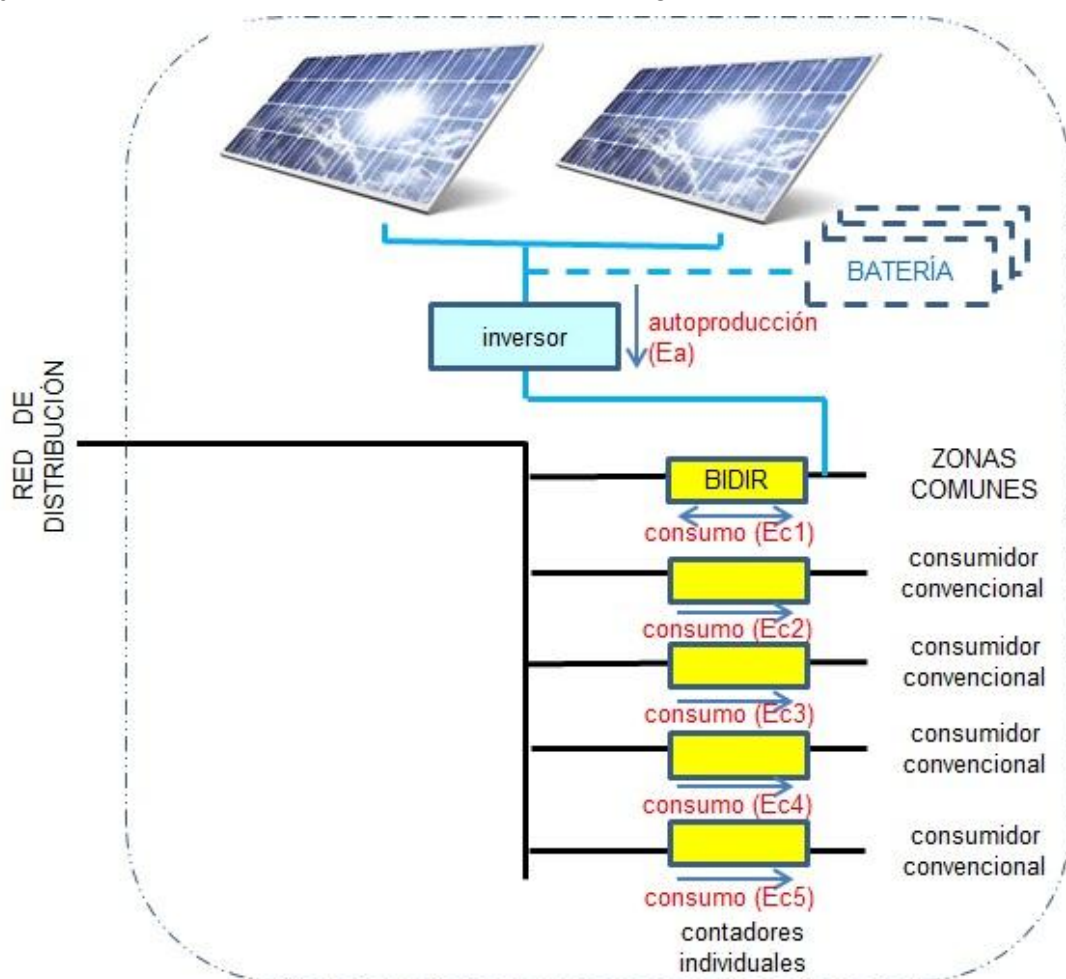 BATERÍA
autoproducción
(Ea)
inversor
RED DE
DISTRIBUCIÓN
BIDIR
ZONAS
COMUNES
consumo (Ec1)
consumidor
convencional
consumo (Ec2)
consumidor
convencional
consumo (Ec3)
consumidor
convencional
consumo (Ec4)
consumidor
convencional
consumo (Ec5)
contadores
individuales